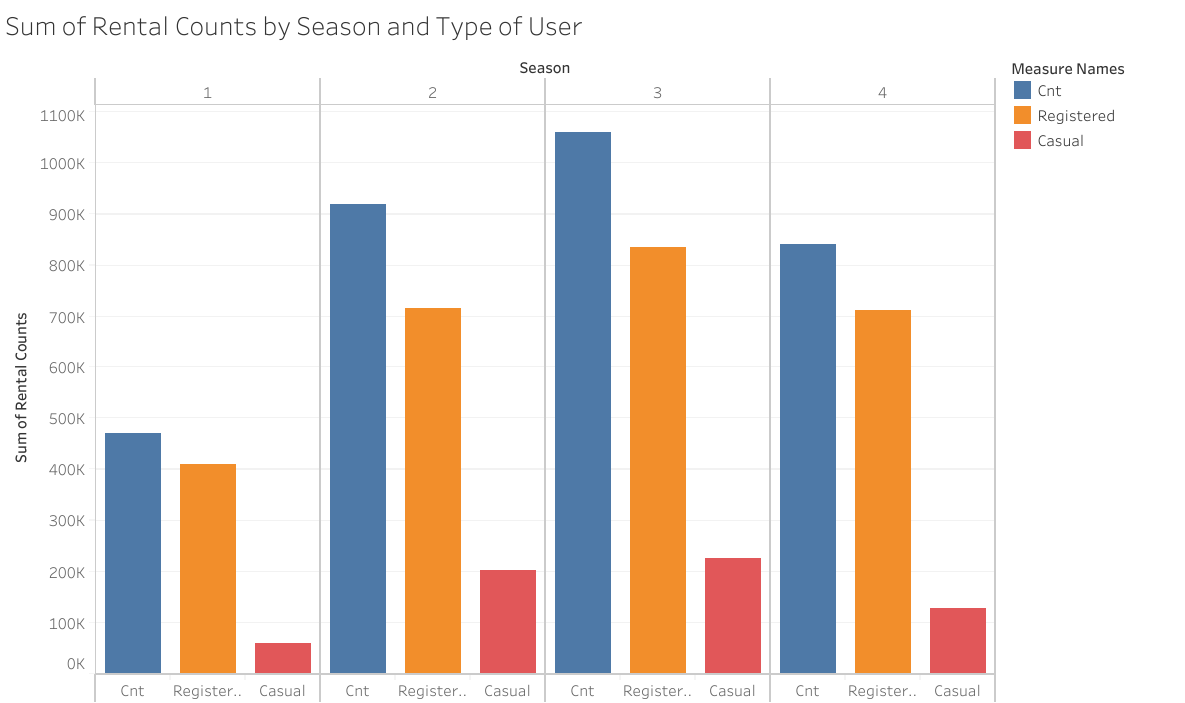 Sum of Rental Counts by Season and Type of User
Season
1 2 3 4
Measure Names
Cnt
Registered
Casual
Sum of Rental Counts
1100K
1000K
900K
800K
700K
600K
500K
400K
300K
200K
100K
0K
Cnt Register.. Casual Cnt Register.. Casual Cnt Register.. Casual Cnt Register.. Casual